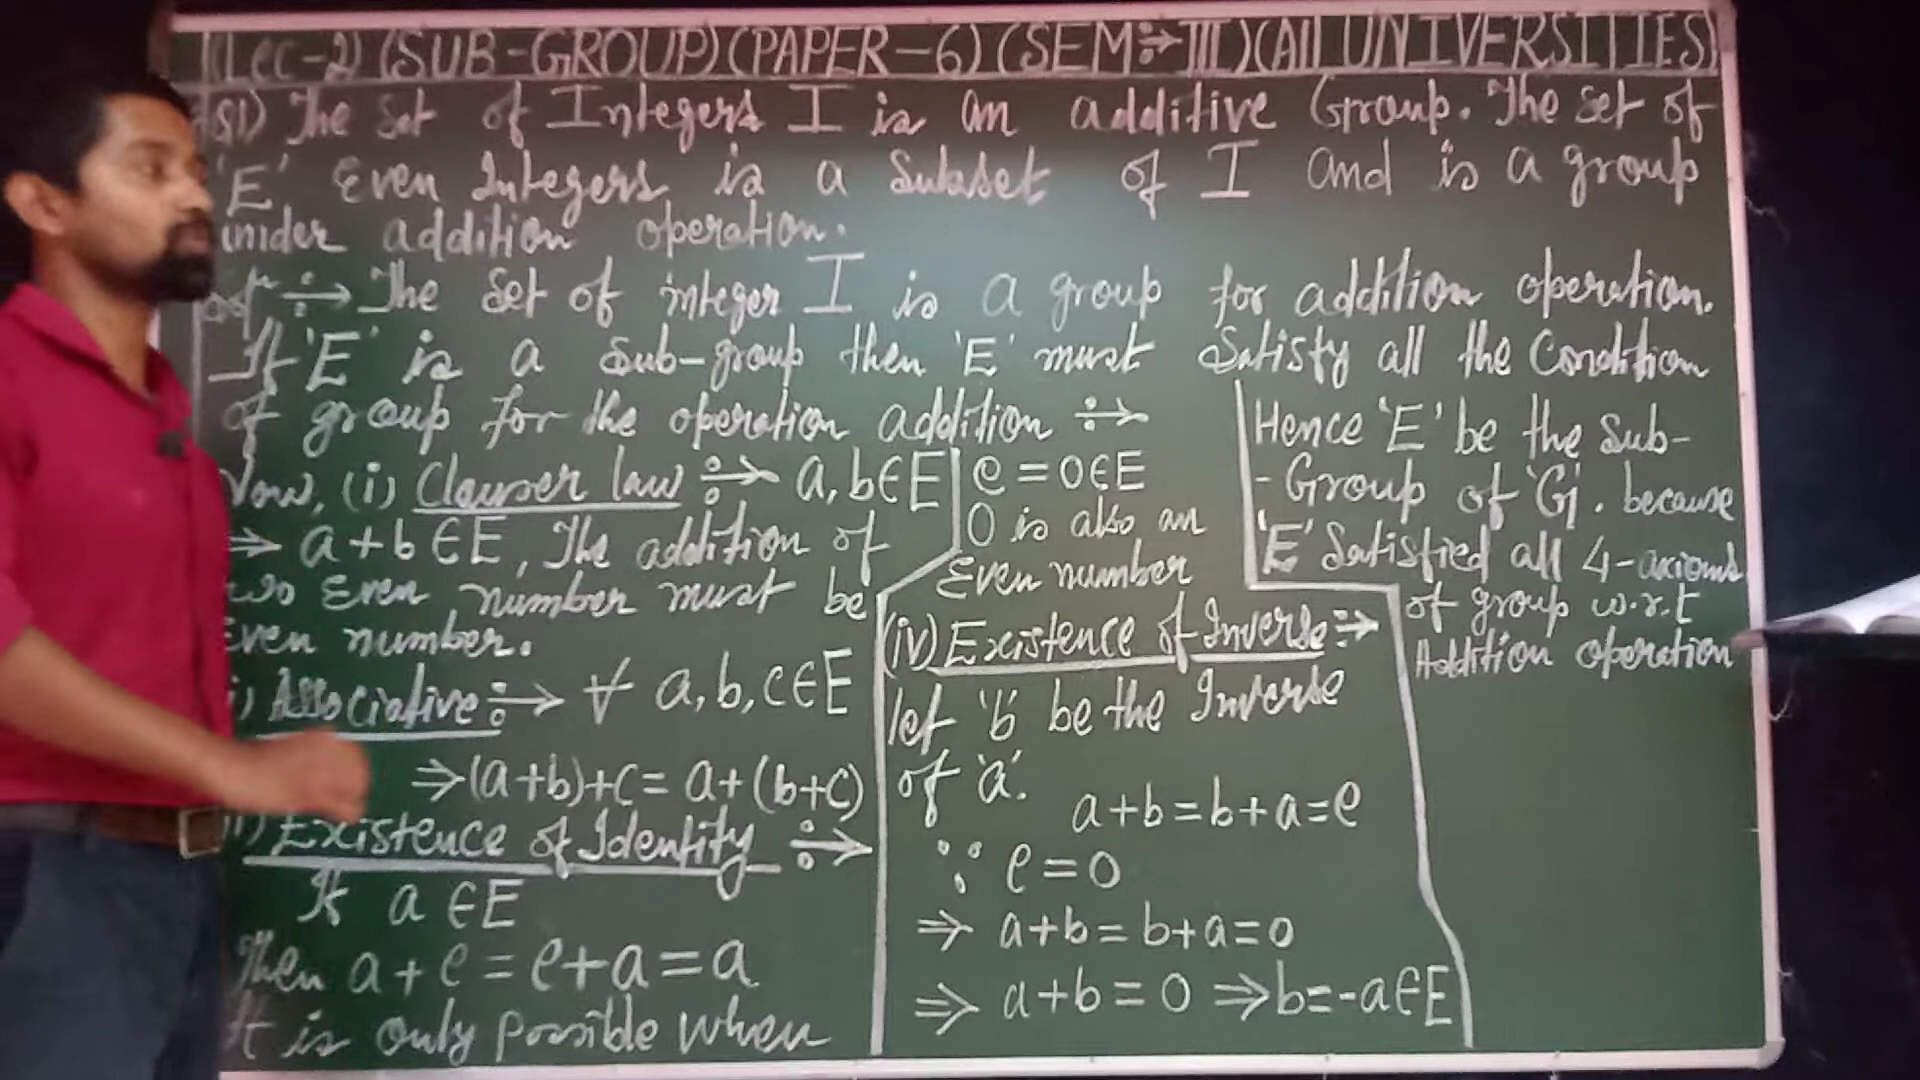 (Lec-2) (SUB-GROUP) (PAPER-6) (SEM÷→III) (All UNIVERSITIES)
Q1) The Set of Integers I is an additive Group. The set of
'E' Even Integers is a Subset of I and is a group
under addition operation.
÷→ The Set of integer I is a group for addition operation.
If 'E' is a Sub-group then 'E' must Satisfy all the Condition
of group for the operation addition ÷→
Now, (i) Clouser law ÷→ a, b∈E
⇒ a+b∈E, The addition of
two Even number must be
Even number.
i) Associative ÷→ ∀ a, b, c∈E
⇒(a+b)+c = a+(b+c)
i) Existence of Identity ÷→
If a∈E
Then a+e = e+a = a
It is only possible when
e = 0∈E
0 is also an
Even number
(iv) Existence of Inverse ÷→
let 'b' be the Inverse
of 'a'.
a+b=b+a=e
∵ e=0
⇒ a+b=b+a=0
⇒ a+b=0 ⇒b=-a∈E
Hence 'E' be the Sub-
-Group of 'G'. because
'E' Satisfied all 4-axioms
of group w.r.t
Addition operation